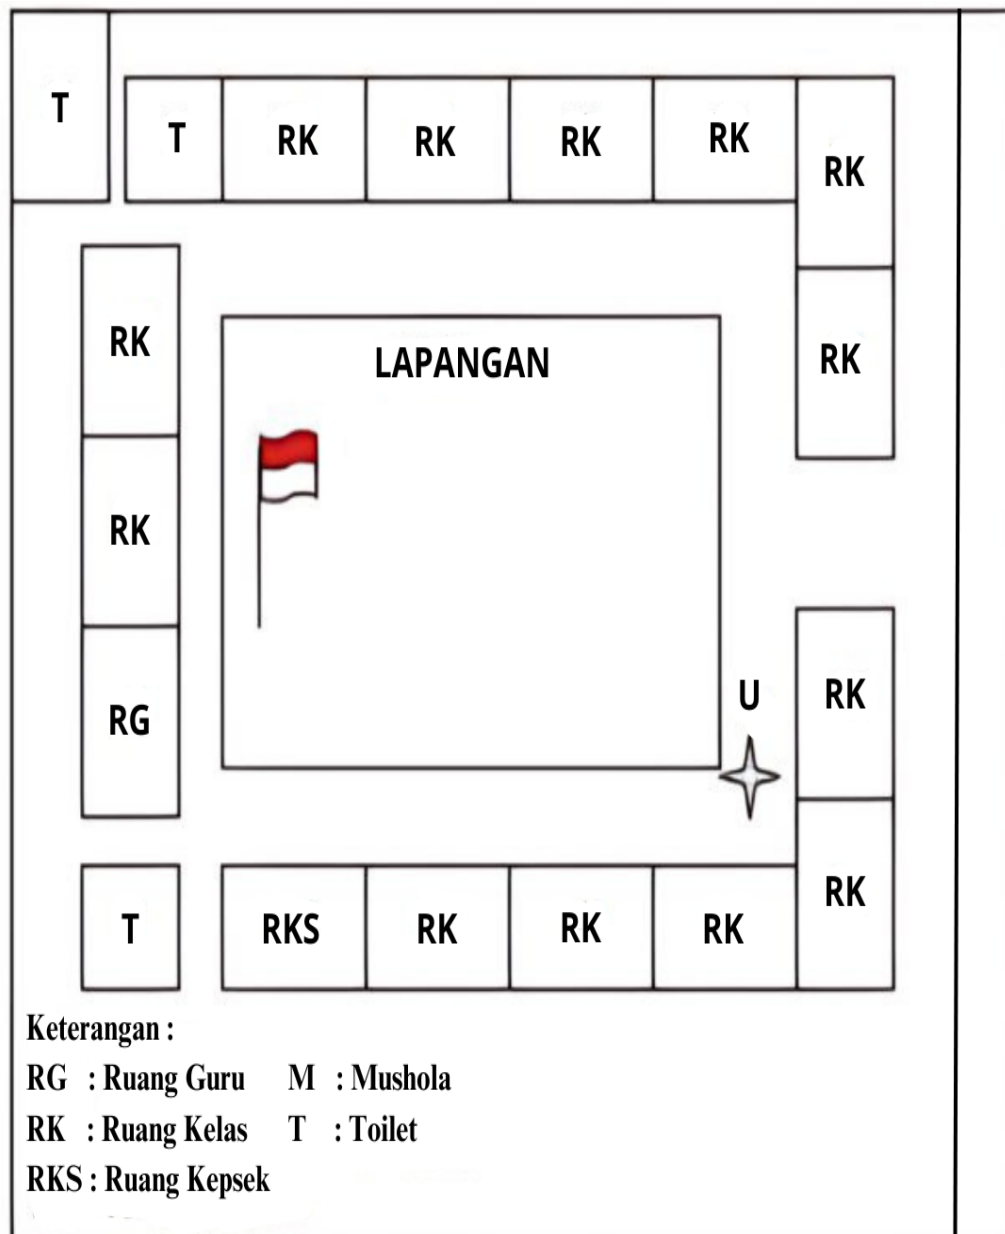 T
T RK RK RK RK
RK
RK
LAPANGAN
RK
RK
U
RK
RG
RK
T RKS RK RK RK
Keterangan :
RG : Ruang Guru M : Mushola
RK : Ruang Kelas T : Toilet
RKS : Ruang Kepsek